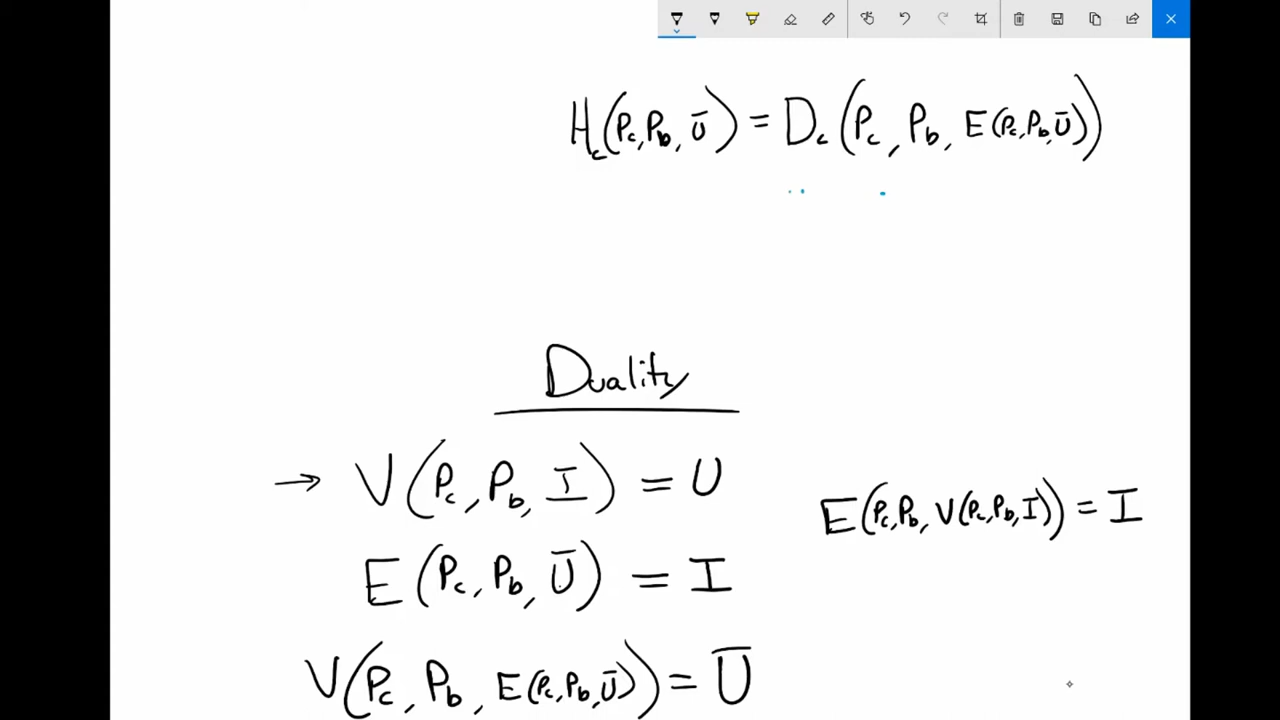 H_c(P_c, P_b, Ū) = D_c(P_c, P_b, E(P_c, P_b, Ū))
Duality
→ V(P_c, P_b, I) = U
E(P_c, P_b, V(P_c, P_b, I)) = I
E(P_c, P_b, Ū) = I
V(P_c, P_b, E(P_c, P_b, Ū)) = Ū